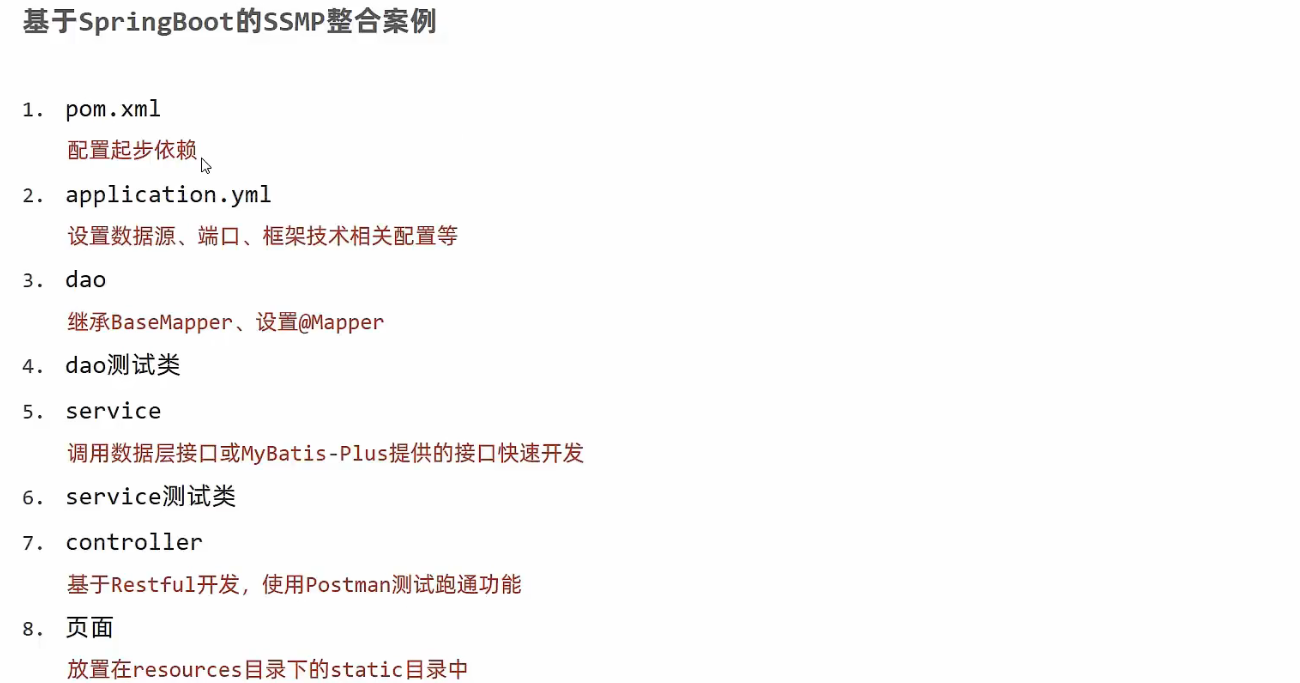 基于SpringBoot的SSMP整合案例
1. pom.xml
配置起步依赖
2. application.yml
设置数据源、端口、框架技术相关配置等
3. dao
继承BaseMapper、设置@Mapper
4. dao测试类
5. service
调用数据层接口或MyBatis-Plus提供的接口快速开发
6. service测试类
7. controller
基于Restful开发，使用Postman测试跑通功能
8. 页面
放置在resources目录下的static目录中